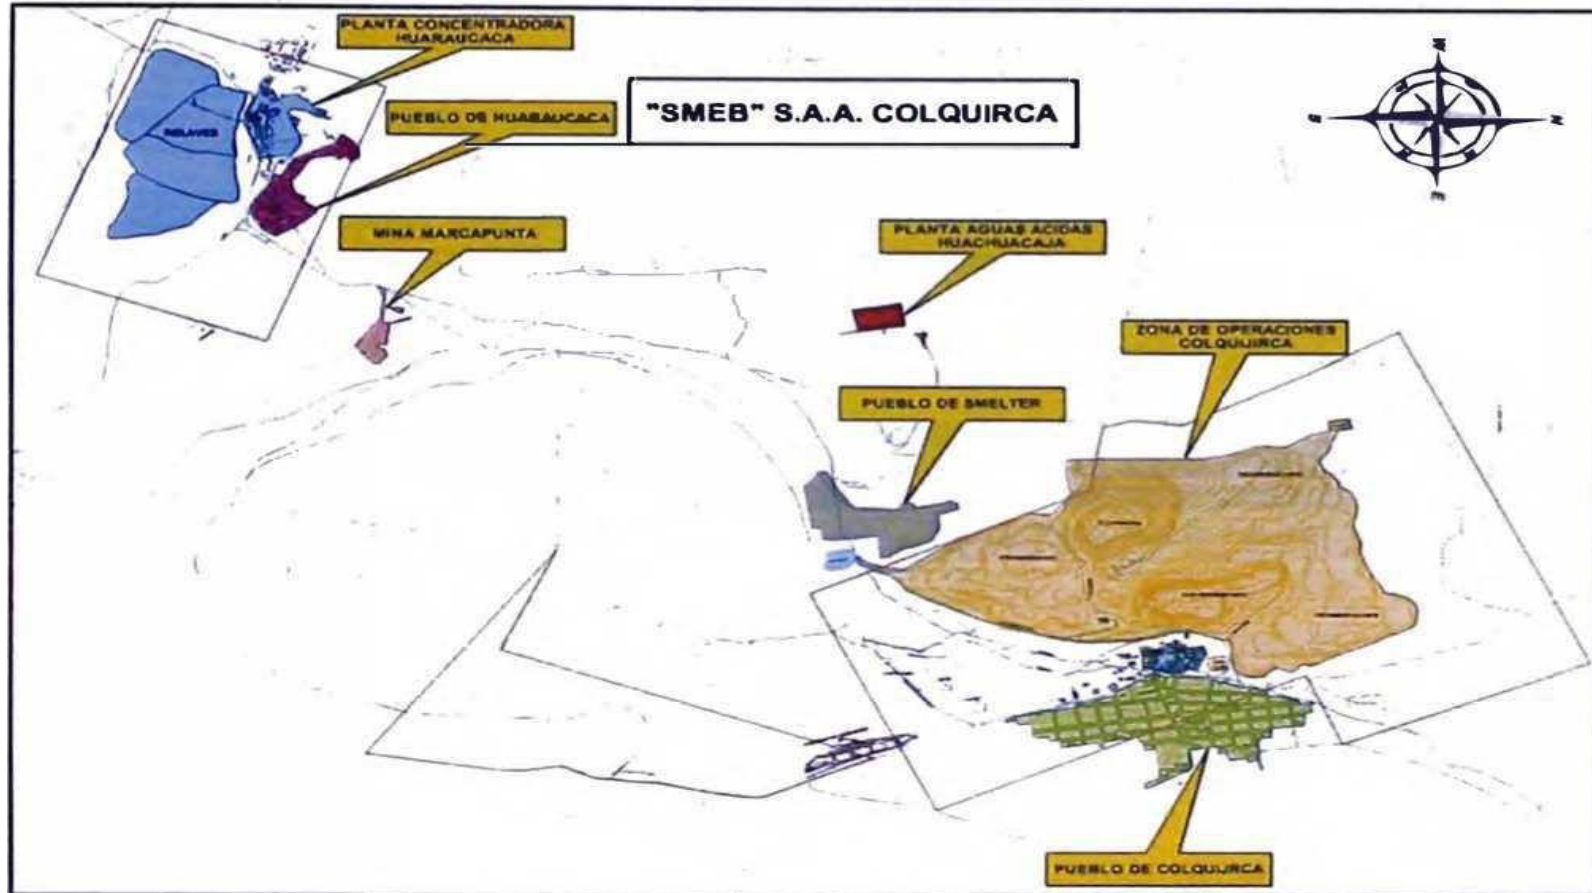 PLANTA CONCENTRADORA
HUARAUCACA
"SMEB" S.A.A. COLQUIRCA
PUEBLO DE HUARAUCACA
RELAVES
MINA MARCAPUNTA
PLANTA AGUAS ACIDAS
HUACHUACAJA
ZONA DE OPERACIONES
COLQUIJIRCA
PUEBLO DE SMELTER
PUEBLO DE COLQUIJIRCA
W
S
N
E